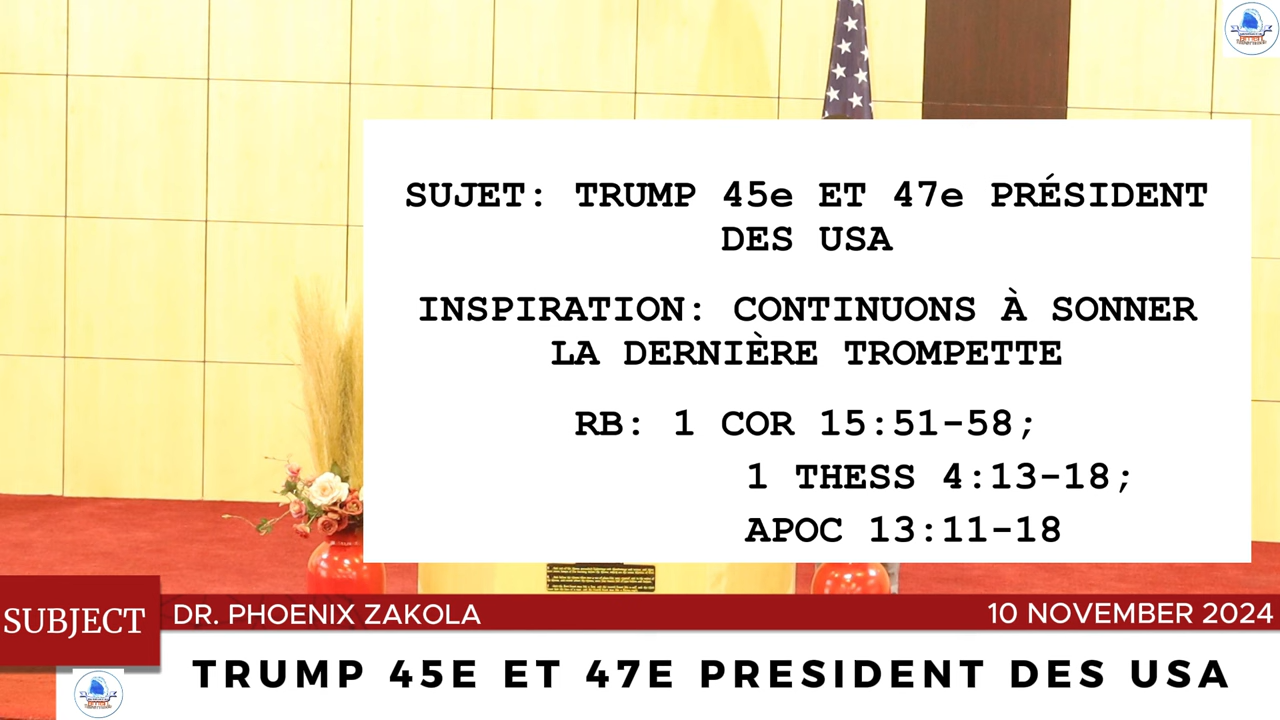 SUJET: TRUMP 45e ET 47e PRÉSIDENT
DES USA
INSPIRATION: CONTINUONS À SONNER
LA DERNIÈRE TROMPETTE
RB: 1 COR 15:51-58;
1 THESS 4:13-18;
APOC 13:11-18
SUBJECT
DR. PHOENIX ZAKOLA
10 NOVEMBER 2024
TRUMP 45E ET 47E PRESIDENT DES USA